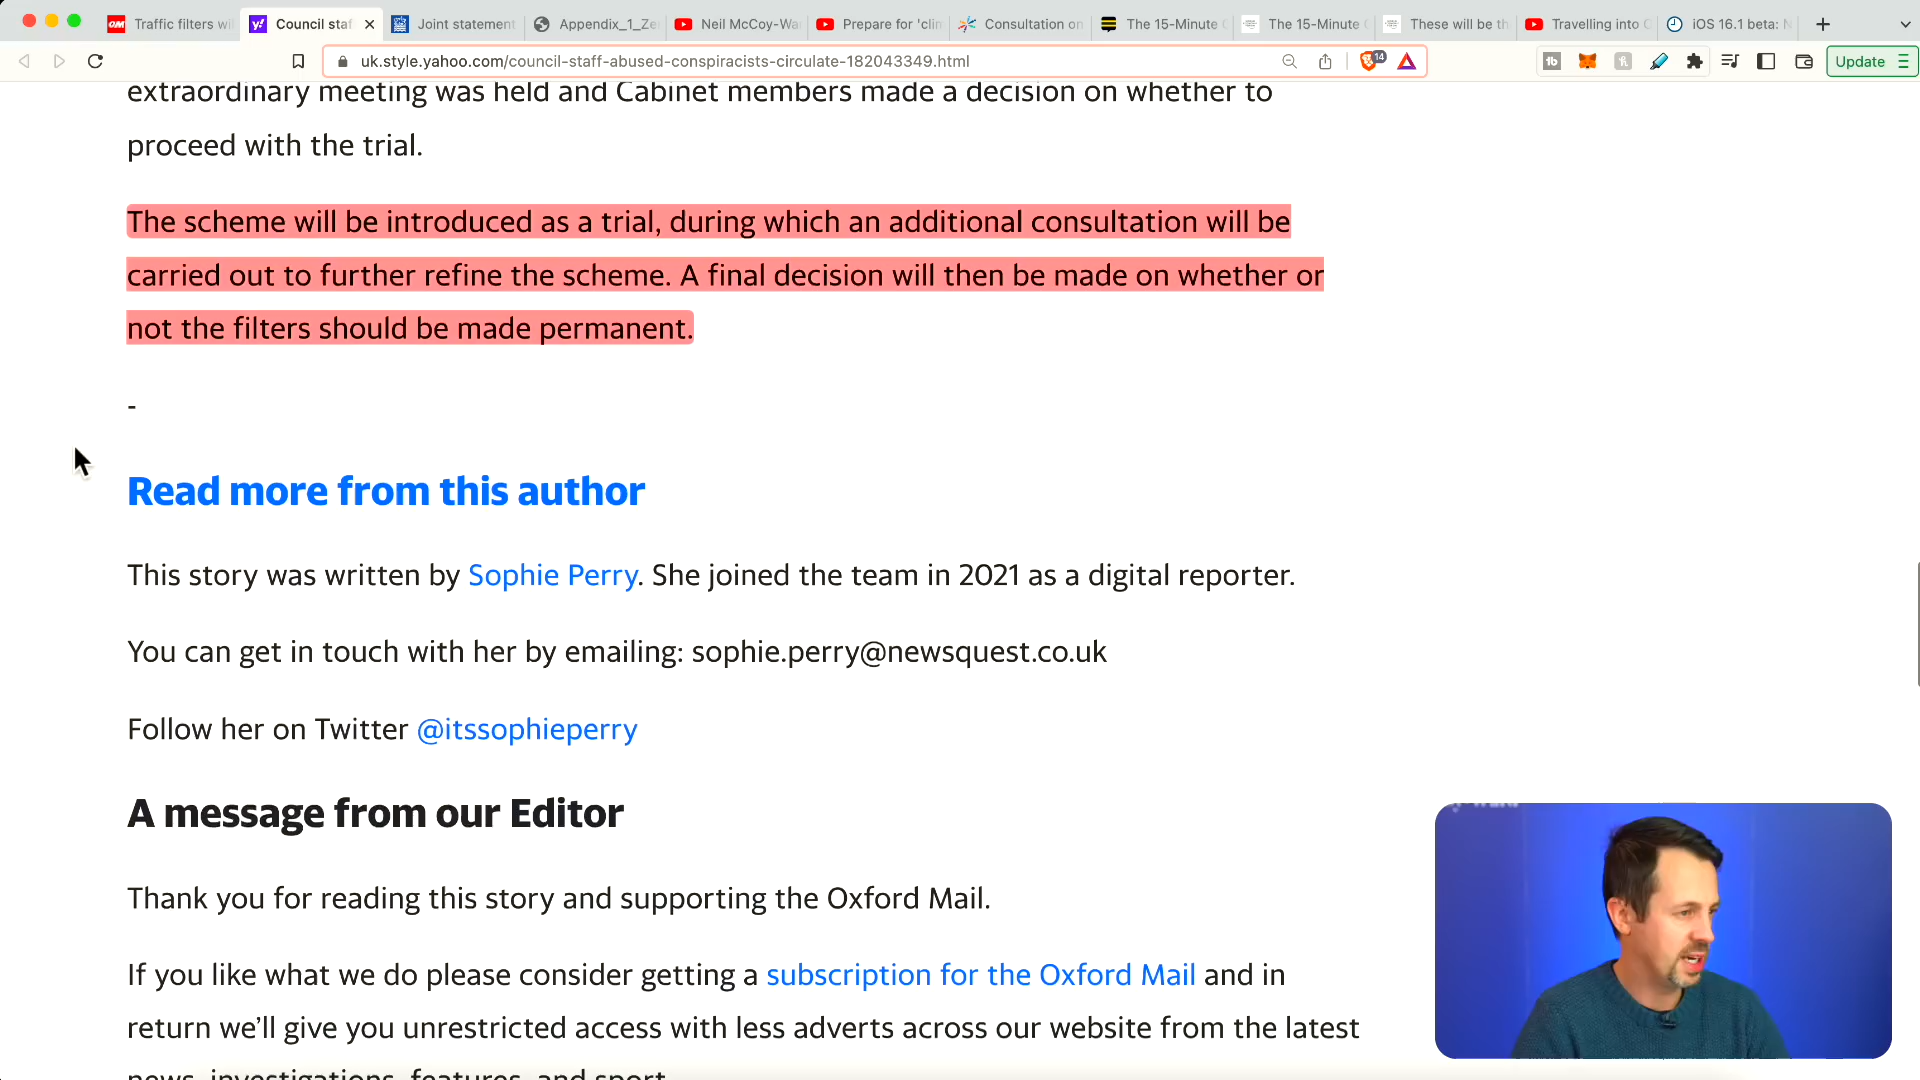 Traffic filters wi
Council staf
Joint statement
Appendix_1_Ze
Neil McCoy-Wa
Prepare for 'clin
Consultation on
The 15-Minute
The 15-Minute
These will be th
Travelling into
iOS 16.1 beta:
uk.style.yahoo.com/council-staff-abused-conspiracists-circulate-182043349.html
14
Update
extraordinary meeting was held and Cabinet members made a decision on whether to
proceed with the trial.
The scheme will be introduced as a trial, during which an additional consultation will be
carried out to further refine the scheme. A final decision will then be made on whether or
not the filters should be made permanent.
-
Read more from this author
This story was written by Sophie Perry. She joined the team in 2021 as a digital reporter.
You can get in touch with her by emailing: sophie.perry@newsquest.co.uk
Follow her on Twitter @itssophieperry
A message from our Editor
Thank you for reading this story and supporting the Oxford Mail.
If you like what we do please consider getting a subscription for the Oxford Mail and in
return we'll give you unrestricted access with less adverts across our website from the latest
news, investigations, features, and sport.